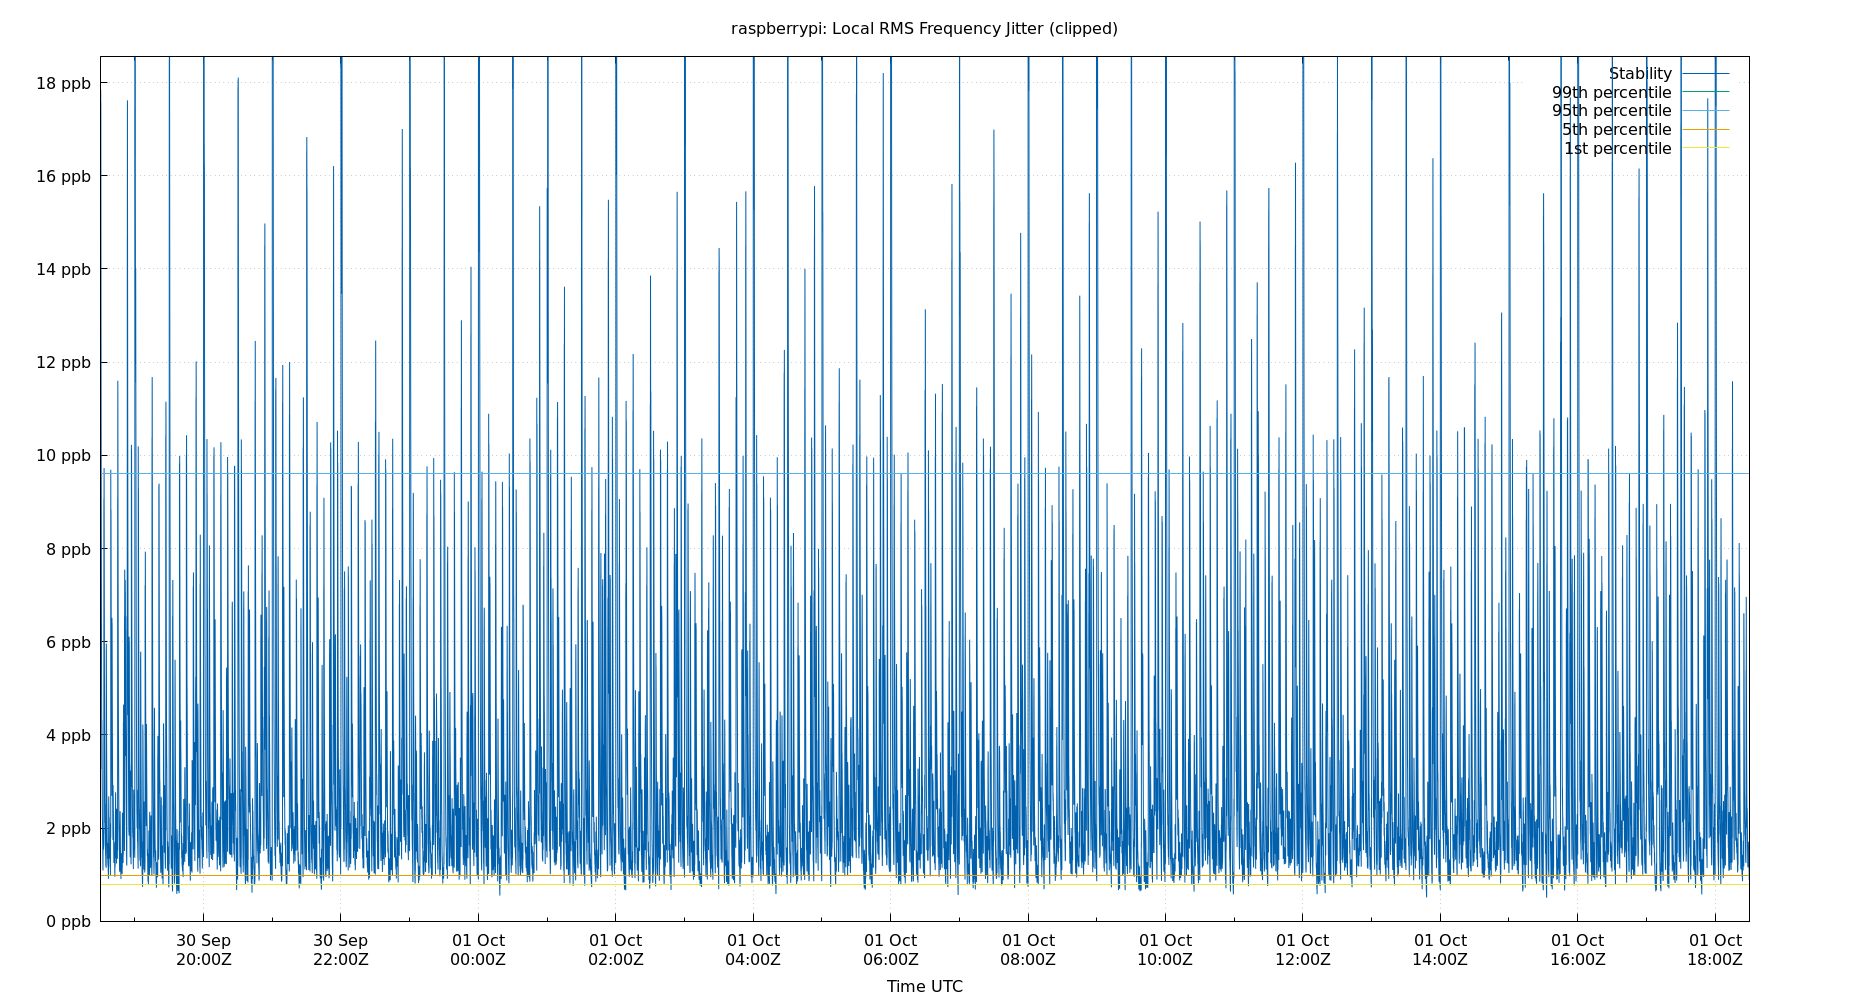 raspberrypi: Local RMS Frequency Jitter (clipped)
18 ppb
16 ppb
14 ppb
12 ppb
10 ppb
8 ppb
6 ppb
4 ppb
2 ppb
0 ppb
Stability
99th percentile
95th percentile
5th percentile
1st percentile
30 Sep 30 Sep 01 Oct 01 Oct 01 Oct 01 Oct 01 Oct 01 Oct 01 Oct 01 Oct 01 Oct 01 Oct
20:00Z 22:00Z 00:00Z 02:00Z 04:00Z 06:00Z 08:00Z 10:00Z 12:00Z 14:00Z 16:00Z 18:00Z
Time UTC